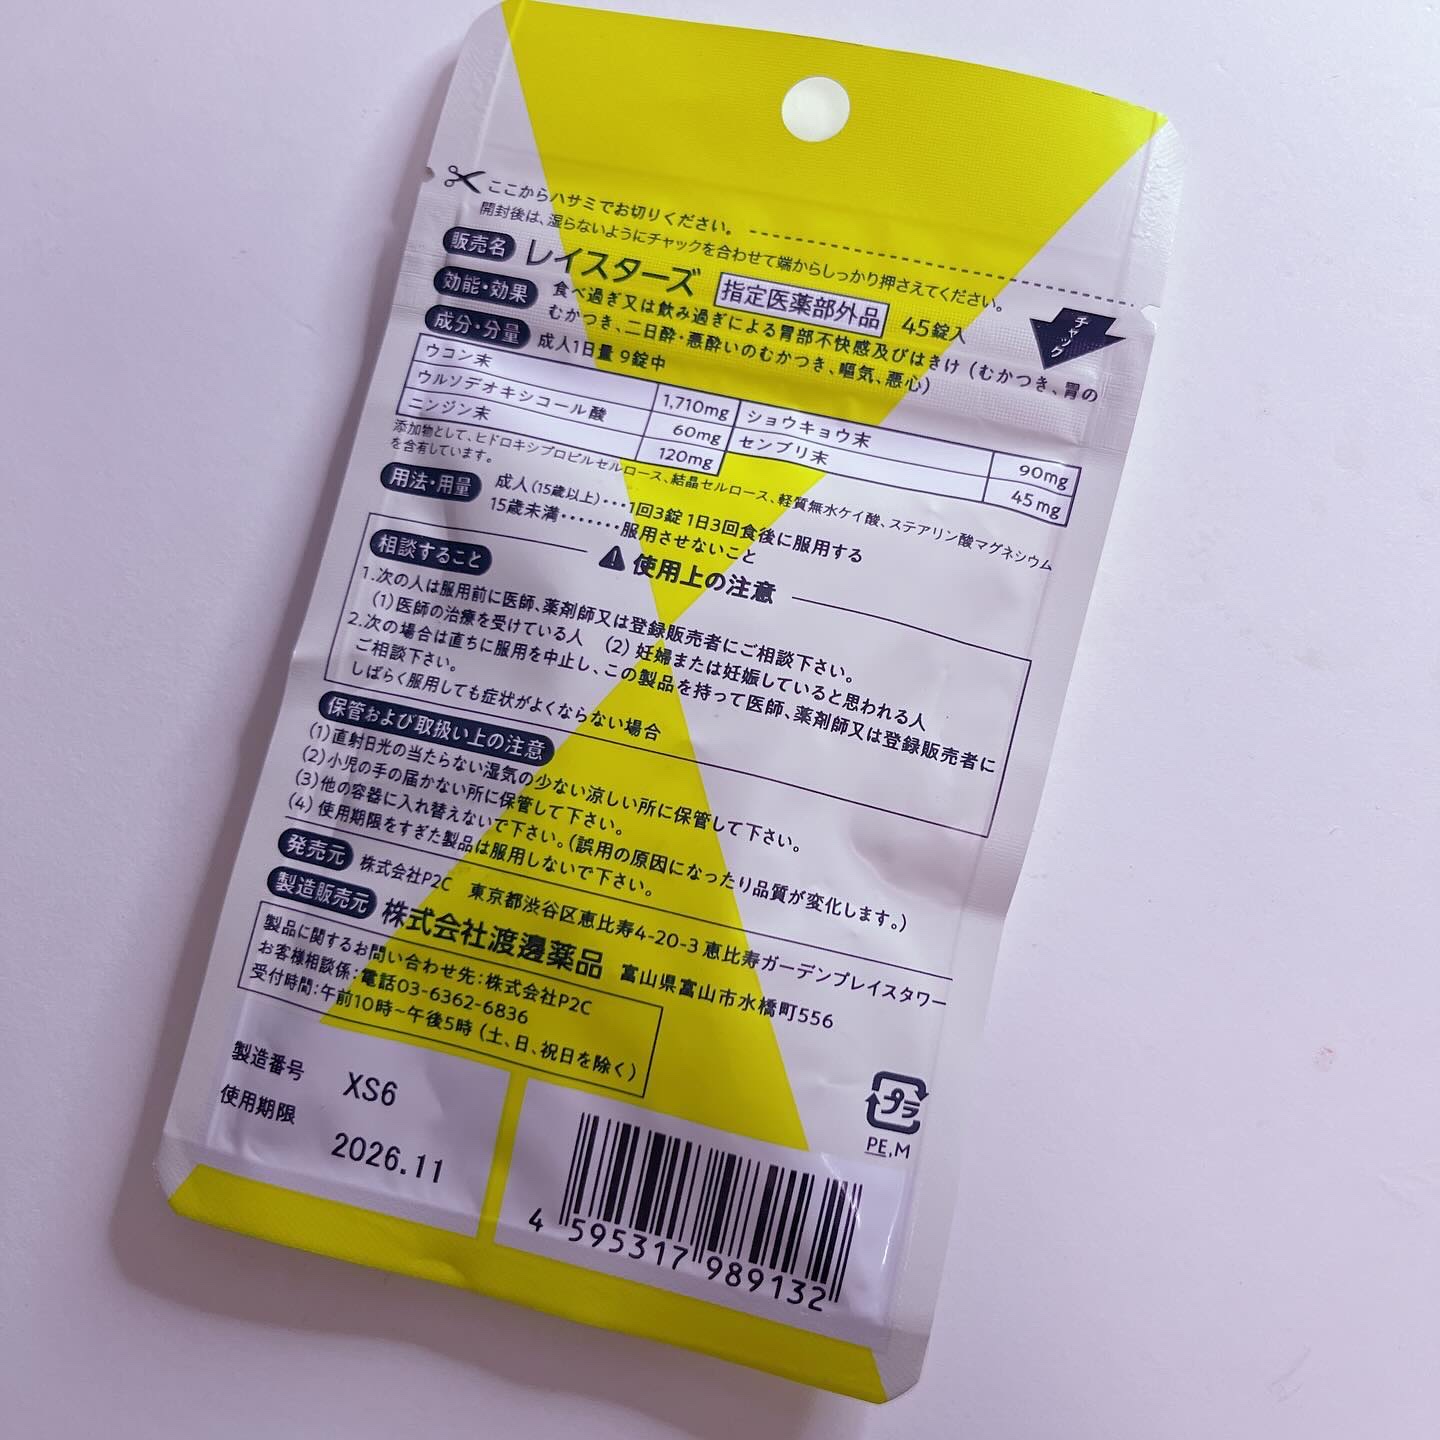 ここからハサミでお切りください。
開封後は、湿らないようにチャックを合わせて端からしっかり押さえてください。
チャック
販売名 レイスターズ 指定医薬部外品 45錠入
効能・効果 食べ過ぎ又は飲み過ぎによる胃部不快感及びはきけ(むかつき、胃の
むかつき、二日酔・悪酔いのむかつき、嘔気、悪心)
成分・分量 成人1日量 9錠中
ウコン末 1,710mg ショウキョウ末 90mg
ウルソデオキシコール酸 60mg センブリ末 45mg
ニンジン末 120mg
添加物として、ヒドロキシプロピルセルロース、結晶セルロース、軽質無水ケイ酸、ステアリン酸マグネシウム
を含有しています。
用法・用量 成人(15歳以上)・・・1回3錠 1日3回食後に服用する
15歳未満・・・・・・・服用させないこと
使用上の注意
相談すること
1.次の人は服用前に医師、薬剤師又は登録販売者にご相談下さい。
(1)医師の治療を受けている人 (2)妊婦または妊娠していると思われる人
2.次の場合は直ちに服用を中止し、この製品を持って医師、薬剤師又は登録販売者に
ご相談下さい。
しばらく服用しても症状がよくならない場合
保管および取扱い上の注意
(1)直射日光の当たらない湿気の少ない涼しい所に保管して下さい。
(2)小児の手の届かない所に保管して下さい。
(3)他の容器に入れ替えないで下さい。(誤用の原因になったり品質が変化します。)
(4)使用期限をすぎた製品は服用しないで下さい。
発売元 株式会社P2C 東京都渋谷区恵比寿4-20-3 恵比寿ガーデンプレイスタワー
製造販売元 株式会社渡邊薬品 富山県富山市水橋町556
製品に関するお問い合わせ先:株式会社P2C
お客様相談係:電話03-6362-6836
受付時間:午前10時~午後5時(土、日、祝日を除く)
製造番号 XS6
使用期限 2026.11
プラ
PE,M
4 595317 989132